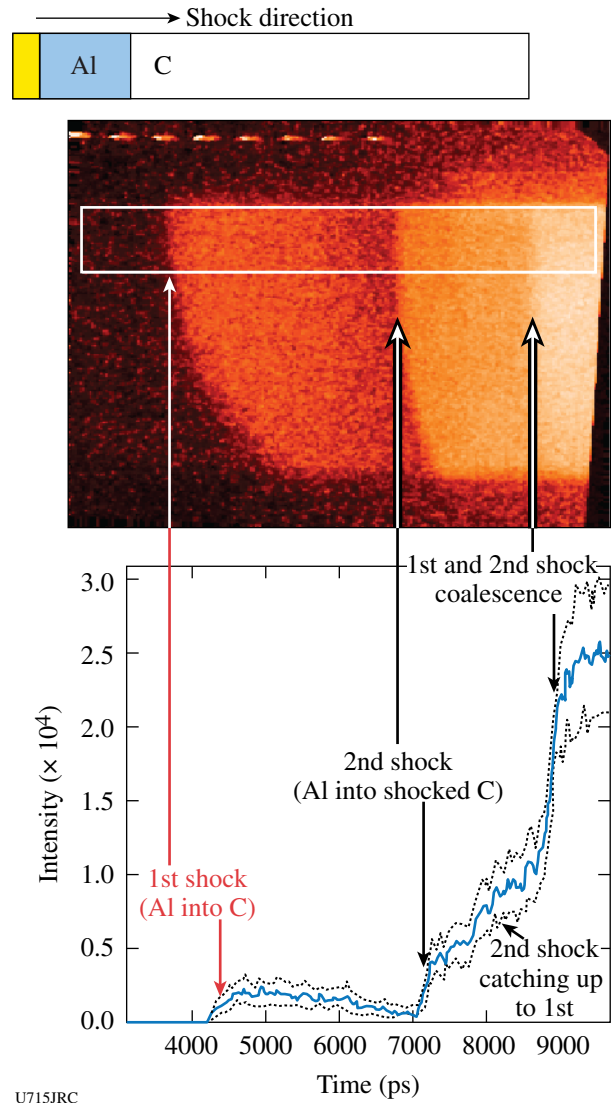 Shock direction
Al C
1st and 2nd shock
coalescence
2nd shock
(Al into shocked C)
1st shock
(Al into C)
2nd shock
catching up
to 1st
Intensity (× 10⁴)
3.0
2.5
2.0
1.5
1.0
0.5
0.0
4000 5000 6000 7000 8000 9000
Time (ps)
U715JRC